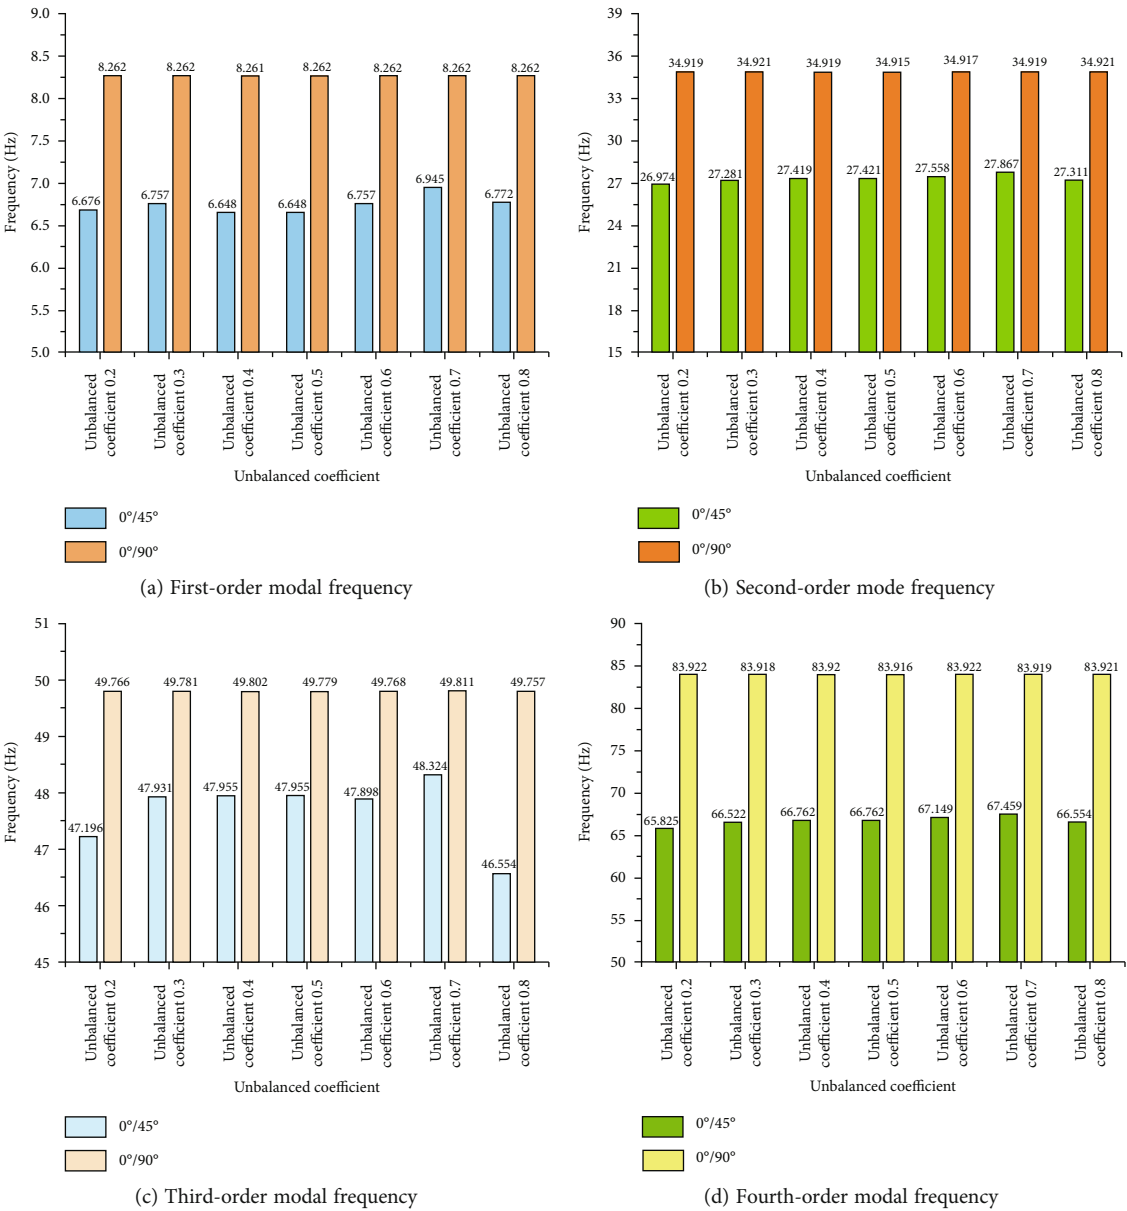 9.0
8.5
8.0
7.5
7.0
6.5
6.0
5.5
5.0
Frequency (Hz)
8.262 8.262 8.261 8.262 8.262 8.262 8.262
6.676 6.757 6.648 6.648 6.757 6.945 6.772
Unbalanced
coefficient 0.2
Unbalanced
coefficient 0.3
Unbalanced
coefficient 0.4
Unbalanced
coefficient 0.5
Unbalanced
coefficient 0.6
Unbalanced
coefficient 0.7
Unbalanced
coefficient 0.8
Unbalanced coefficient
0°/45°
0°/90°
(a) First-order modal frequency
39
36
33
30
27
24
21
18
15
Frequency (Hz)
34.919 34.921 34.919 34.915 34.917 34.919 34.921
26.974 27.281 27.419 27.421 27.558 27.867 27.311
Unbalanced
coefficient 0.2
Unbalanced
coefficient 0.3
Unbalanced
coefficient 0.4
Unbalanced
coefficient 0.5
Unbalanced
coefficient 0.6
Unbalanced
coefficient 0.7
Unbalanced
coefficient 0.8
Unbalanced coefficient
0°/45°
0°/90°
(b) Second-order mode frequency
51
50
49
48
47
46
45
Frequency (Hz)
49.766 49.781 49.802 49.779 49.768 49.811 49.757
47.196 47.931 47.955 47.955 47.898 48.324 46.554
Unbalanced
coefficient 0.2
Unbalanced
coefficient 0.3
Unbalanced
coefficient 0.4
Unbalanced
coefficient 0.5
Unbalanced
coefficient 0.6
Unbalanced
coefficient 0.7
Unbalanced
coefficient 0.8
Unbalanced coefficient
0°/45°
0°/90°
(c) Third-order modal frequency
90
85
80
75
70
65
60
55
50
Frequency (Hz)
83.922 83.918 83.92 83.916 83.922 83.919 83.921
65.825 66.522 66.762 66.762 67.149 67.459 66.554
Unbalanced
coefficient 0.2
Unbalanced
coefficient 0.3
Unbalanced
coefficient 0.4
Unbalanced
coefficient 0.5
Unbalanced
coefficient 0.6
Unbalanced
coefficient 0.7
Unbalanced
coefficient 0.8
Unbalanced coefficient
0°/45°
0°/90°
(d) Fourth-order modal frequency